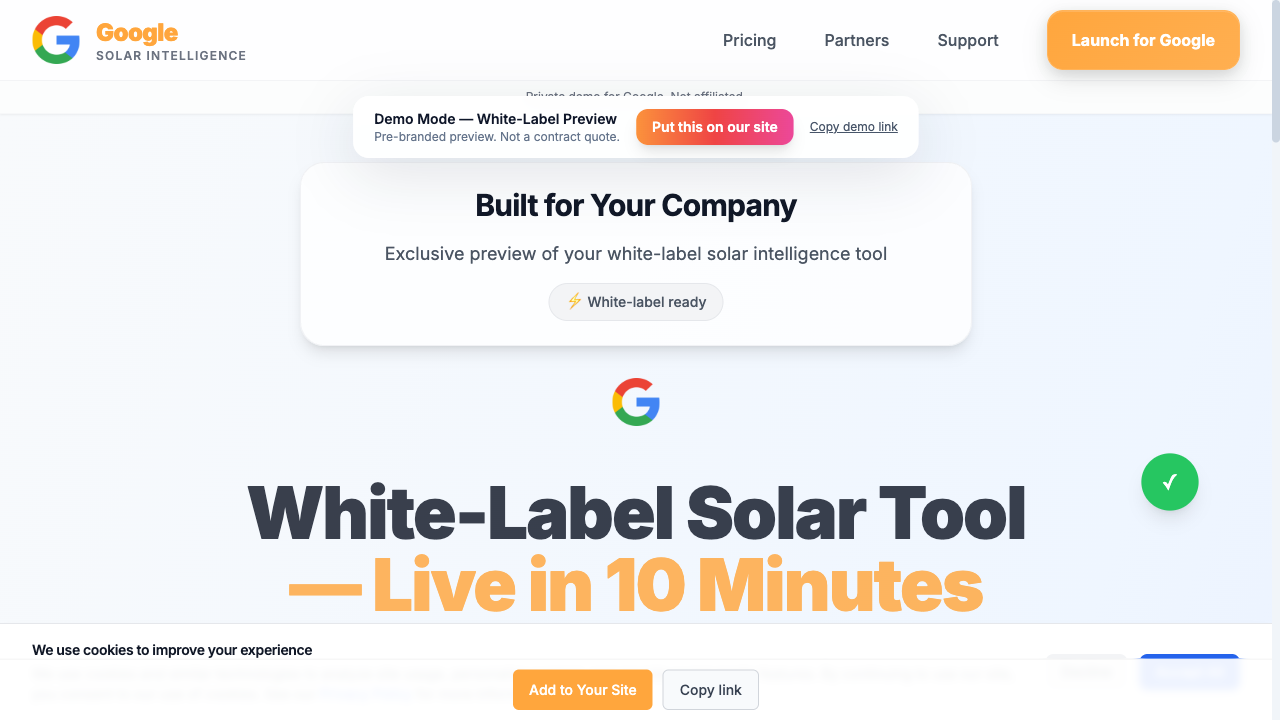 Google
SOLAR INTELLIGENCE
Pricing
Partners
Support
Launch for Google
Private demo for Google. Not affiliated
Demo Mode — White-Label Preview
Pre-branded preview. Not a contract quote.
Put this on our site
Copy demo link
Built for Your Company
Exclusive preview of your white-label solar intelligence tool
⚡ White-label ready
White-Label Solar Tool
— Live in 10 Minutes
We use cookies to improve your experience
Add to Your Site
Copy link